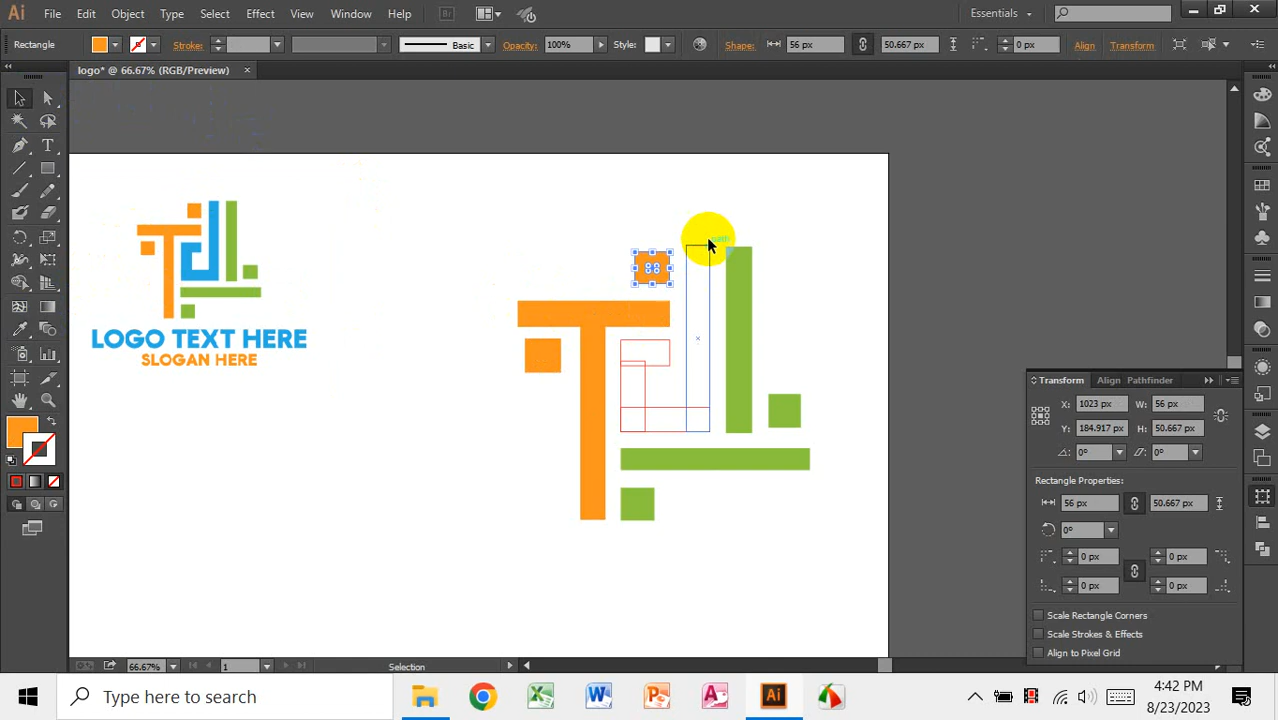 Ai File Edit Object Type Select Effect View Window Help Br Essentials
Rectangle Stroke: Basic Opacity: 100% Style: Shape: 56 px 50.667 px 0 px Align Transform
logo* @ 66.67% (RGB/Preview) ×
path
LOGO TEXT HERE
SLOGAN HERE
Transform Align Pathfinder
X: 1023 px W: 56 px
Y: 184.917 px H: 50.667 px
0° 0°
Rectangle Properties:
56 px 50.667 px
0°
0 px 0 px
0 px 0 px
Scale Rectangle Corners
Scale Strokes & Effects
Align to Pixel Grid
66.67% 1 Selection
Type here to search
4:42 PM
8/23/2023